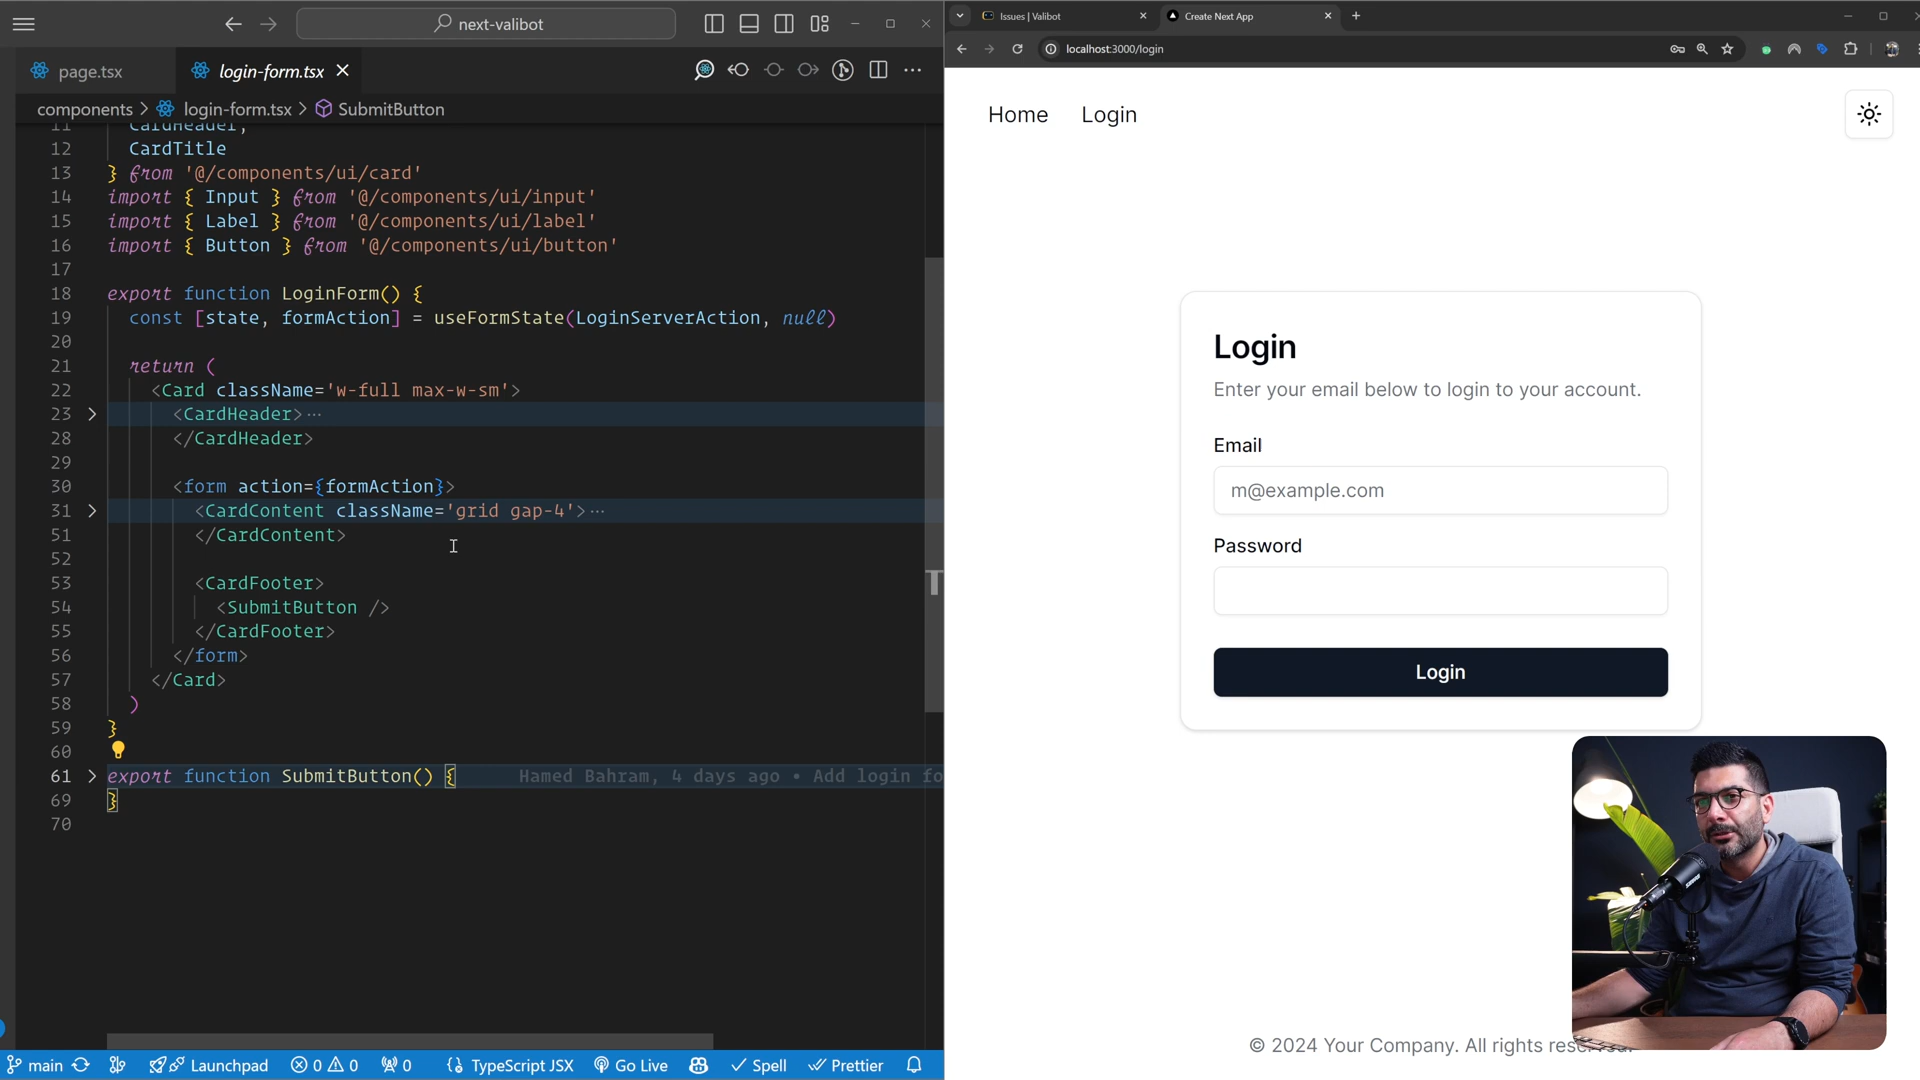 next-valibot
page.tsx
login-form.tsx
components > login-form.tsx > SubmitButton
11 CardHeader,
12 CardTitle
13 } from '@/components/ui/card'
14 import { Input } from '@/components/ui/input'
15 import { Label } from '@/components/ui/label'
16 import { Button } from '@/components/ui/button'
17
18 export function LoginForm() {
19 const [state, formAction] = useFormState(LoginServerAction, null)
20
21 return (
22 <Card className='w-full max-w-sm'>
23 <CardHeader>···
28 </CardHeader>
29
30 <form action={formAction}>
31 <CardContent className='grid gap-4'>···
51 </CardContent>
52
53 <CardFooter>
54 <SubmitButton />
55 </CardFooter>
56 </form>
57 </Card>
58 )
59 }
60
61 export function SubmitButton() { Hamed Bahram, 4 days ago • Add login fo
69 }
70
main Launchpad 0 0 0 TypeScript JSX Go Live Spell Prettier
Issues | Valibot
Create Next App
localhost:3000/login
Home Login
Login
Enter your email below to login to your account.
Email
m@example.com
Password
Login
© 2024 Your Company. All rights reserved.